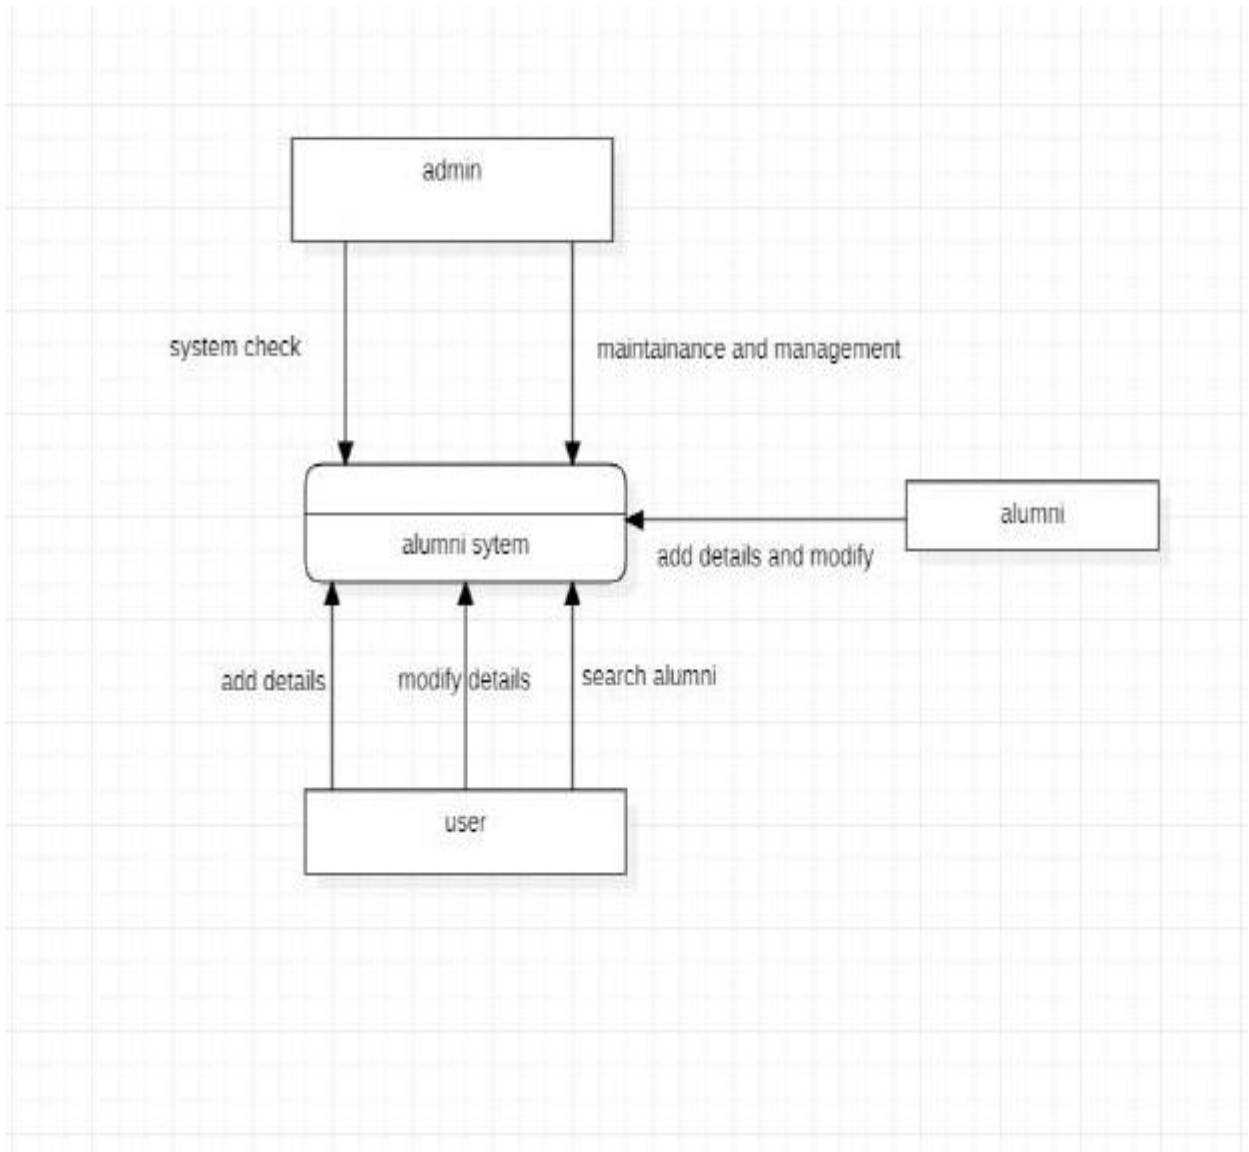 admin
system check
maintainance and management
alumni sytem
alumni
add details and modify
add details
modify details
search alumni
user